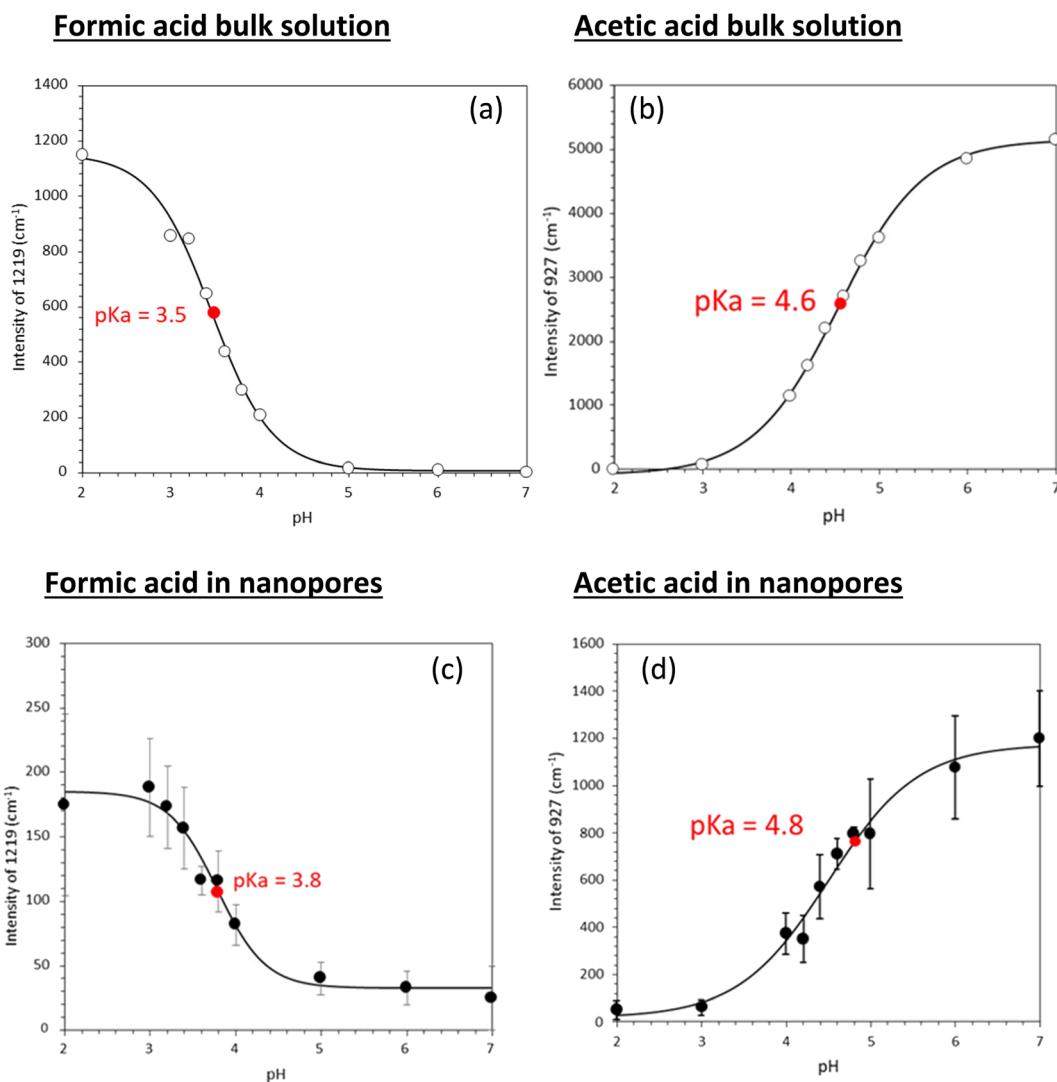 Formic acid bulk solution
Acetic acid bulk solution
(a)
1400
1200
1000
800
600
400
200
0
Intensity of 1219 (cm⁻¹)
pKa = 3.5
2 3 4 5 6 7
pH
(b)
6000
5000
4000
3000
2000
1000
0
Intensity of 927 (cm⁻¹)
pKa = 4.6
2 3 4 5 6 7
pH
Formic acid in nanopores
Acetic acid in nanopores
(c)
300
250
200
150
100
50
0
Intensity of 1219 (cm⁻¹)
pKa = 3.8
2 3 4 5 6 7
pH
(d)
1600
1400
1200
1000
800
600
400
200
0
Intensity of 927 (cm⁻¹)
pKa = 4.8
2 3 4 5 6 7
pH